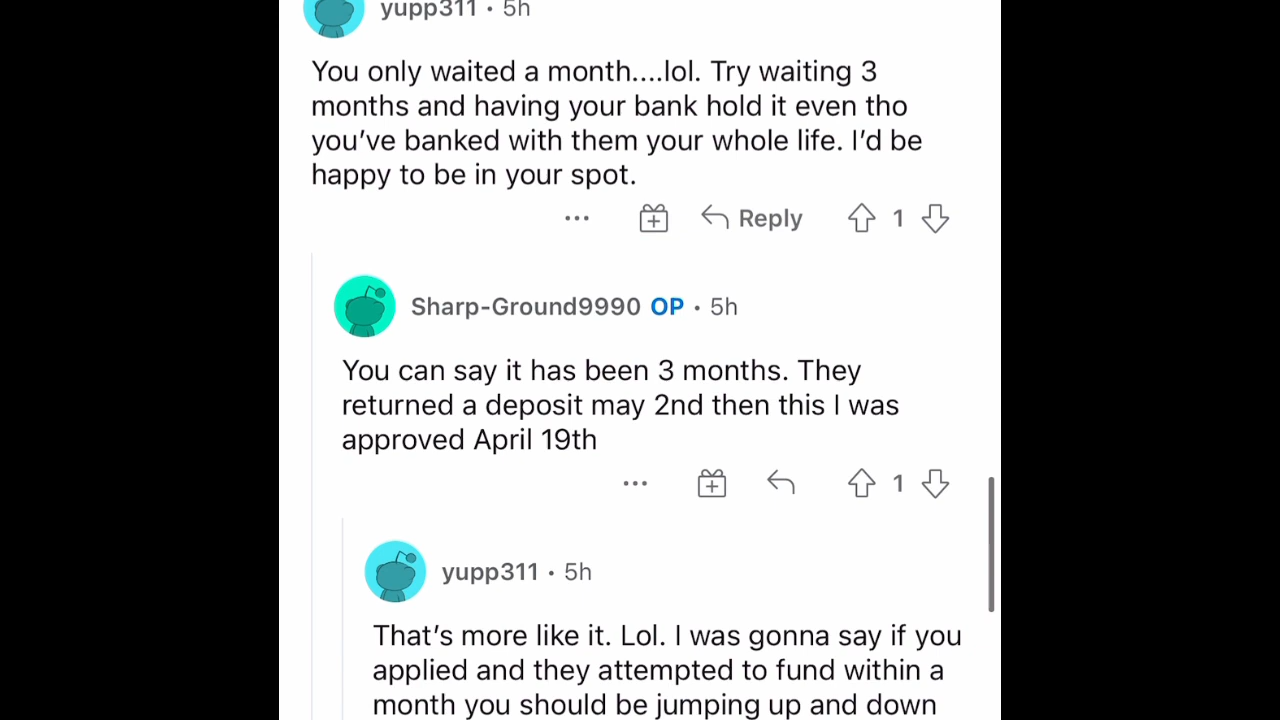 yupp311 • 5h
You only waited a month....lol. Try waiting 3
months and having your bank hold it even tho
you've banked with them your whole life. I'd be
happy to be in your spot.
... Reply 1
Sharp-Ground9990 OP • 5h
You can say it has been 3 months. They
returned a deposit may 2nd then this I was
approved April 19th
... 1
yupp311 • 5h
That's more like it. Lol. I was gonna say if you
applied and they attempted to fund within a
month you should be jumping up and down